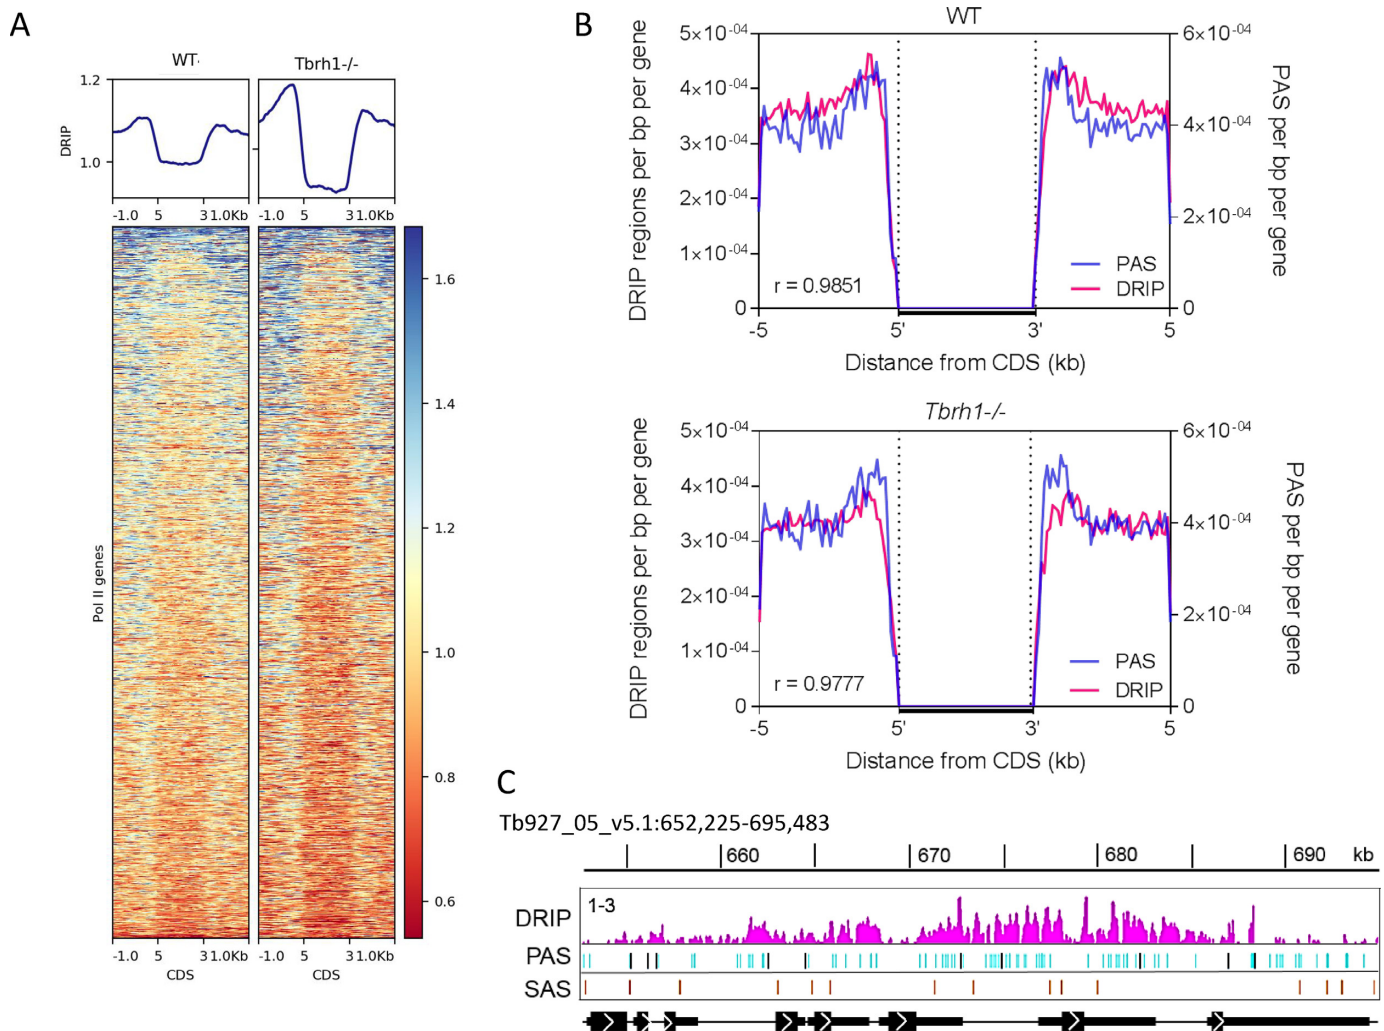 A
WT
Tbrh1-/-
1.2
1.0
DRIP
-1.0 5 31.0Kb
-1.0 5 31.0Kb
1.6
1.4
1.2
1.0
0.8
0.6
Pol II genes
-1.0 5 31.0Kb
-1.0 5 31.0Kb
CDS
CDS
B
WT
DRIP regions per bp per gene
PAS per bp per gene
5×10-04
4×10-04
3×10-04
2×10-04
1×10-04
0
6×10-04
4×10-04
2×10-04
0
PAS
DRIP
r = 0.9851
-5 5' 3' 5
Distance from CDS (kb)
Tbrh1-/-
DRIP regions per bp per gene
PAS per bp per gene
5×10-04
4×10-04
3×10-04
2×10-04
1×10-04
0
6×10-04
4×10-04
2×10-04
0
PAS
DRIP
r = 0.9777
-5 5' 3' 5
Distance from CDS (kb)
C
Tb927_05_v5.1:652,225-695,483
660 670 680 690 kb
1-3
DRIP
PAS
SAS